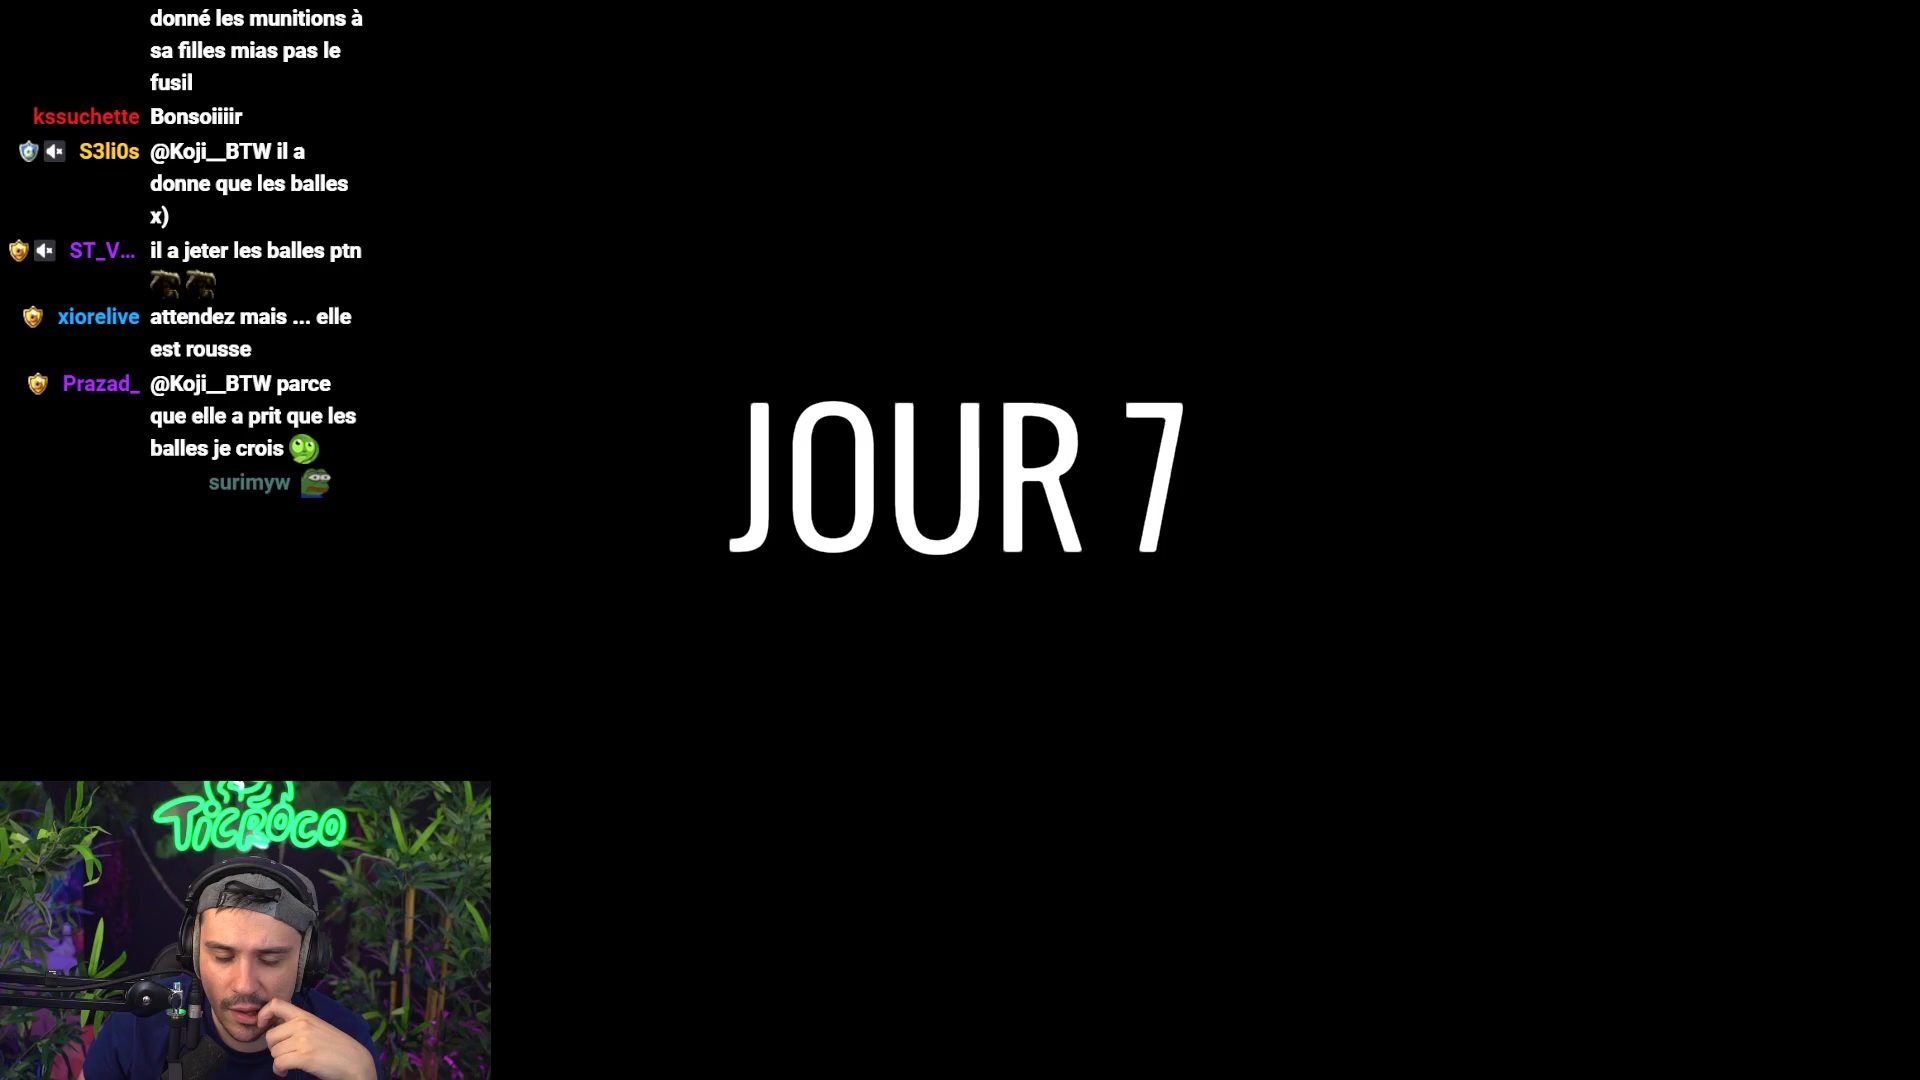 donné les munitions à
sa filles mias pas le
fusil
kssuchette Bonsoiiiir
S3li0s @Koji__BTW il a
donne que les balles
x)
ST_V... il a jeter les balles ptn
xiorelive attendez mais ... elle
est rousse
Prazad_ @Koji__BTW parce
que elle a prit que les
balles je crois
surimyw
JOUR 7
Ticroco